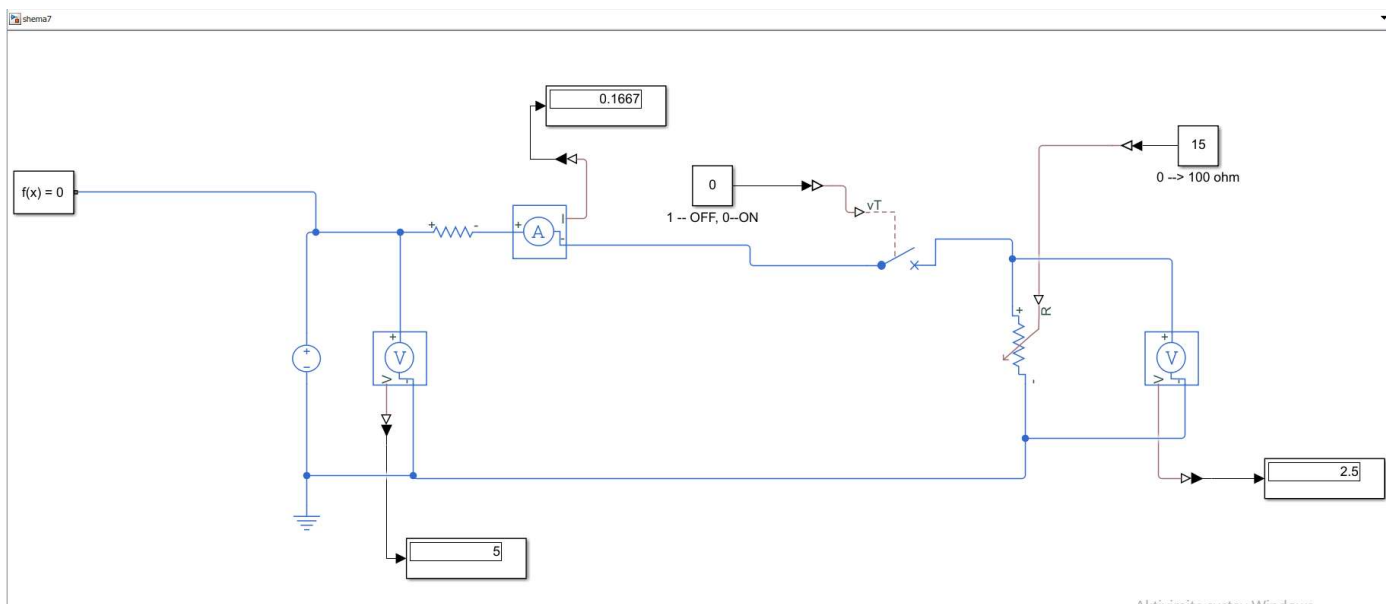 shema7
0.1667
15
0 --> 100 ohm
f(x) = 0
0
1 -- OFF, 0--ON
vT
+
-
+
A
I
-
+
R
-
+
-
+
V
V
-
+
V
V
-
2.5
5